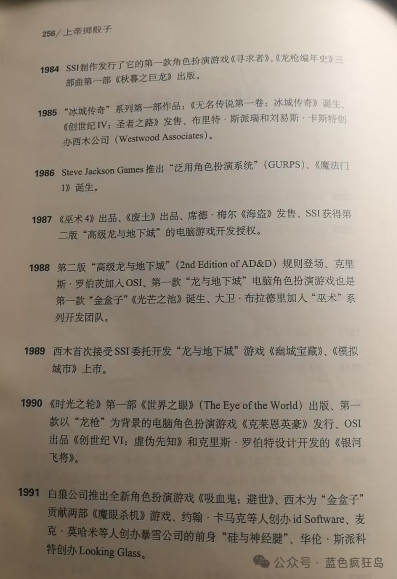 256/上帝掷骰子
1984 SSI制作发行了它的第一款角色扮演游戏《寻求者》、《龙枪编年史》三
部曲第一部《秋暮之巨龙》出版。
1985 “冰城传奇”系列第一部作品：《无名传说第一卷：冰城传奇》诞生、
《创世纪IV：圣者之路》发售、布里特·斯派瑞和刘易斯·卡斯特创
办西木公司（Westwood Associates）。
1986 Steve Jackson Games 推出“泛用角色扮演系统”（GURPS）、《魔法门
I》诞生。
1987 《巫术4》出品、《废土》出品、席德·梅尔《海盗》发售、SSI获得第
二版“高级龙与地下城”的电脑游戏开发授权。
1988 第二版“高级龙与地下城”（2nd Edition of AD&D）规则登场、克里
斯·罗伯茨加入OSI、第一款“龙与地下城”电脑角色扮演游戏也是
第一款“金盒子”《光芒之池》诞生、大卫·布拉德里加入“巫术”系
列开发团队。
1989 西木首次接受SSI委托开发“龙与地下城”游戏《幽城宝藏》、《模拟
城市》上市。
1990 《时光之轮》第一部《世界之眼》（The Eye of the World）出版、第一
款以“龙枪”为背景的电脑角色扮演游戏《克莱恩英豪》发行、OSI
出品《创世纪VI：虚伪先知》和克里斯·罗伯特设计开发的《银河
飞将》。
1991 白狼公司推出全新角色扮演游戏《吸血鬼：避世》、西木为“金盒子”
贡献两部《魔眼杀机》游戏、约翰·卡马克等人创办 id Software、麦
克·莫哈米等人创办暴雪公司的前身“硅与神经腱”、华伦·斯派科
特创办 Looking Glass。
公众号·蓝色疯狂岛